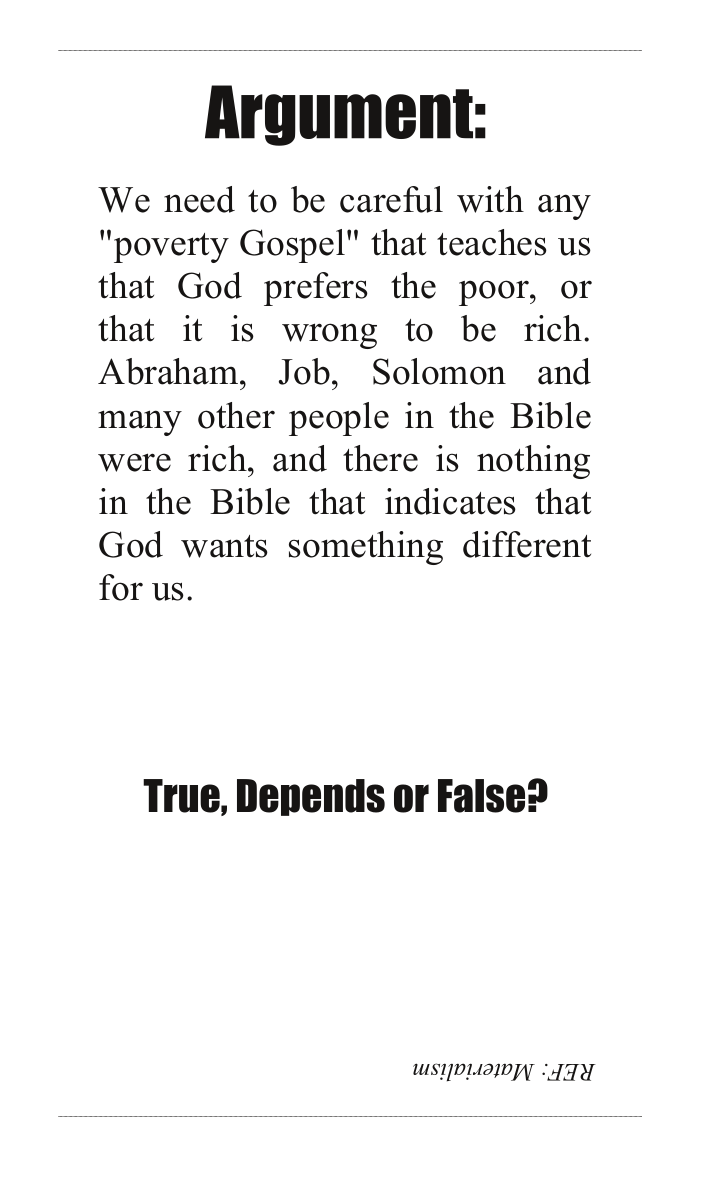 Argument:
We need to be careful with any
"poverty Gospel" that teaches us
that God prefers the poor, or
that it is wrong to be rich.
Abraham, Job, Solomon and
many other people in the Bible
were rich, and there is nothing
in the Bible that indicates that
God wants something different
for us.
True, Depends or False?
REF: Materialism